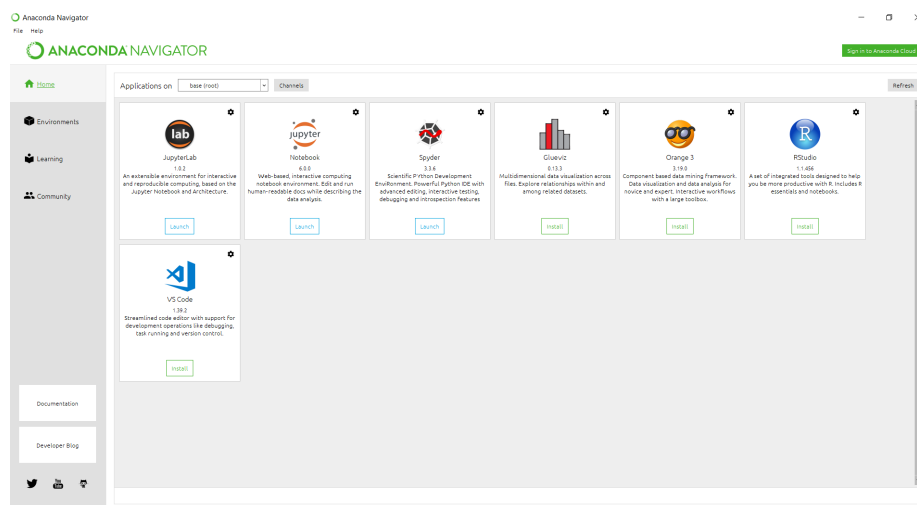 Anaconda Navigator
File Help
ANACONDA NAVIGATOR
Sign in to Anaconda Cloud
Home
Environments
Learning
Community
Documentation
Developer Blog
You
Tube
Applications on base (root) Channels
Refresh
lab
JupyterLab
1.0.2
An extensible environment for interactive
and reproducible computing, based on the
Jupyter Notebook and Architecture.
Launch
jupyter
Notebook
6.0.0
Web-based, interactive computing
notebook environment. Edit and run
human-readable docs while describing the
data analysis.
Launch
Spyder
3.3.6
Scientific PYthon Development
EnviRonment. Powerful Python IDE with
advanced editing, interactive testing,
debugging and introspection features
Launch
Glueviz
0.13.3
Multidimensional data visualization across
files. Explore relationships within and
among related datasets.
Install
Orange 3
3.19.0
Component based data mining framework.
Data visualization and data analysis for
novice and expert. Interactive workflows
with a large toolbox.
Install
R
RStudio
1.1.456
A set of integrated tools designed to help
you be more productive with R. Includes R
essentials and notebooks.
Install
VS Code
1.39.2
Streamlined code editor with support for
development operations like debugging,
task running and version control.
Install